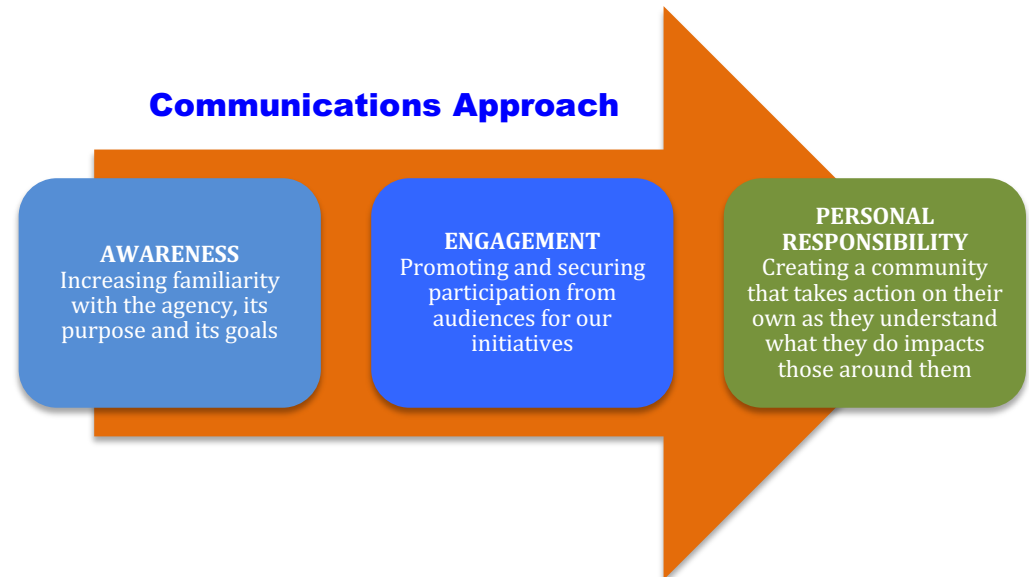 Communications Approach
AWARENESS
Increasing familiarity
with the agency, its
purpose and its goals
ENGAGEMENT
Promoting and securing
participation from
audiences for our
initiatives
PERSONAL
RESPONSIBILITY
Creating a community
that takes action on their
own as they understand
what they do impacts
those around them